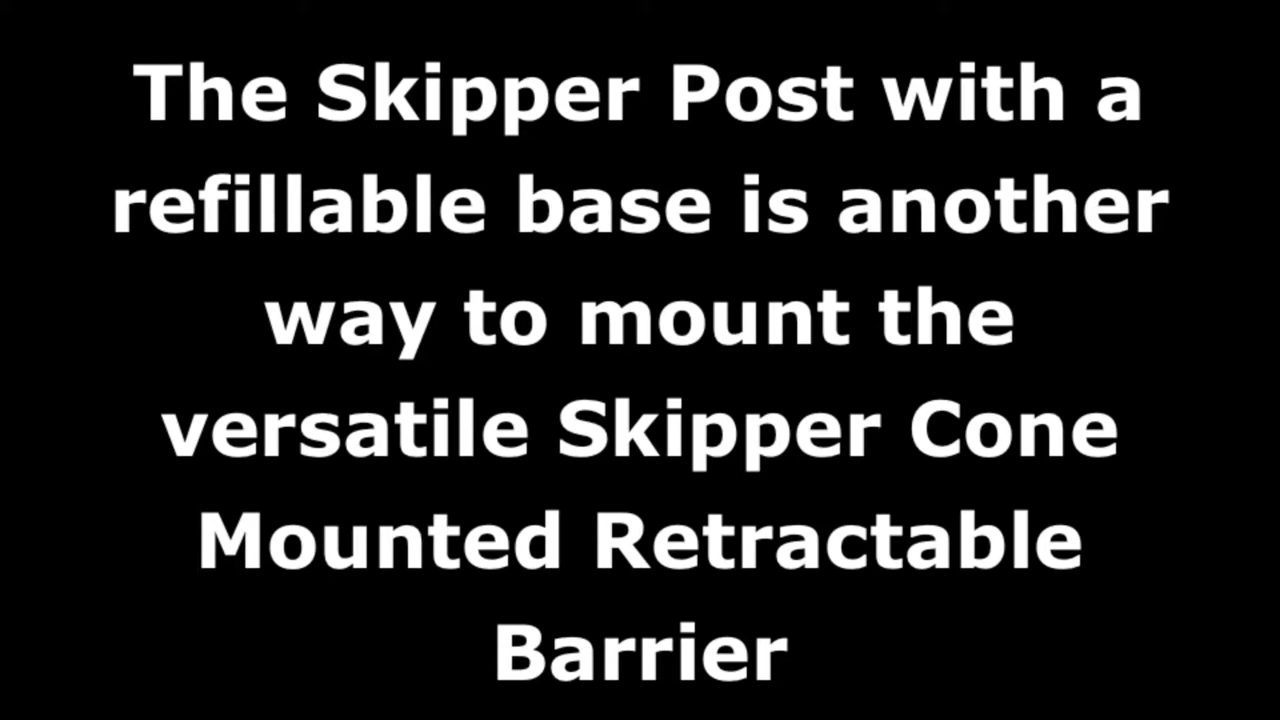 The Skipper Post with a
refillable base is another
way to mount the
versatile Skipper Cone
Mounted Retractable
Barrier